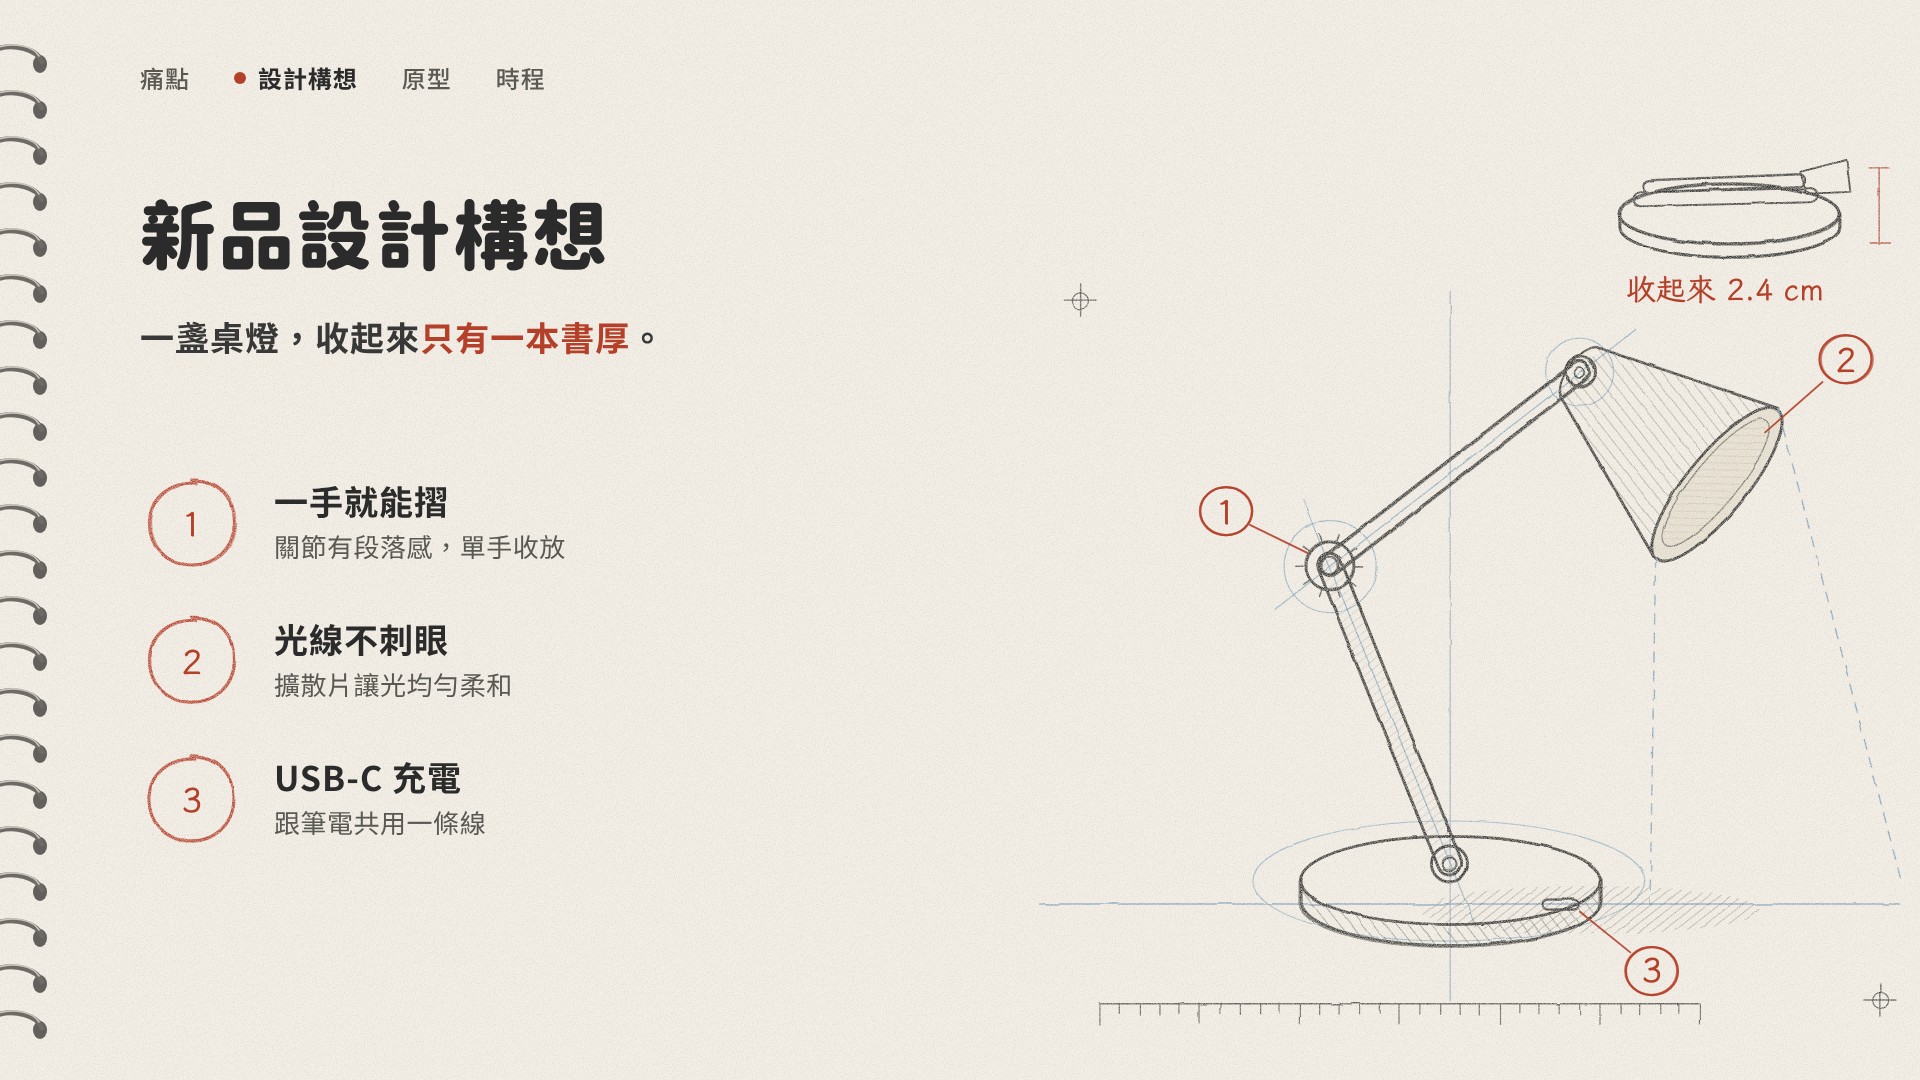 痛點 設計構想 原型 時程
新品設計構想
一盞桌燈，收起來只有一本書厚。
1
一手就能摺
關節有段落感，單手收放
2
光線不刺眼
擴散片讓光均勻柔和
3
USB-C 充電
跟筆電共用一條線
收起來 2.4 cm
2
1
3